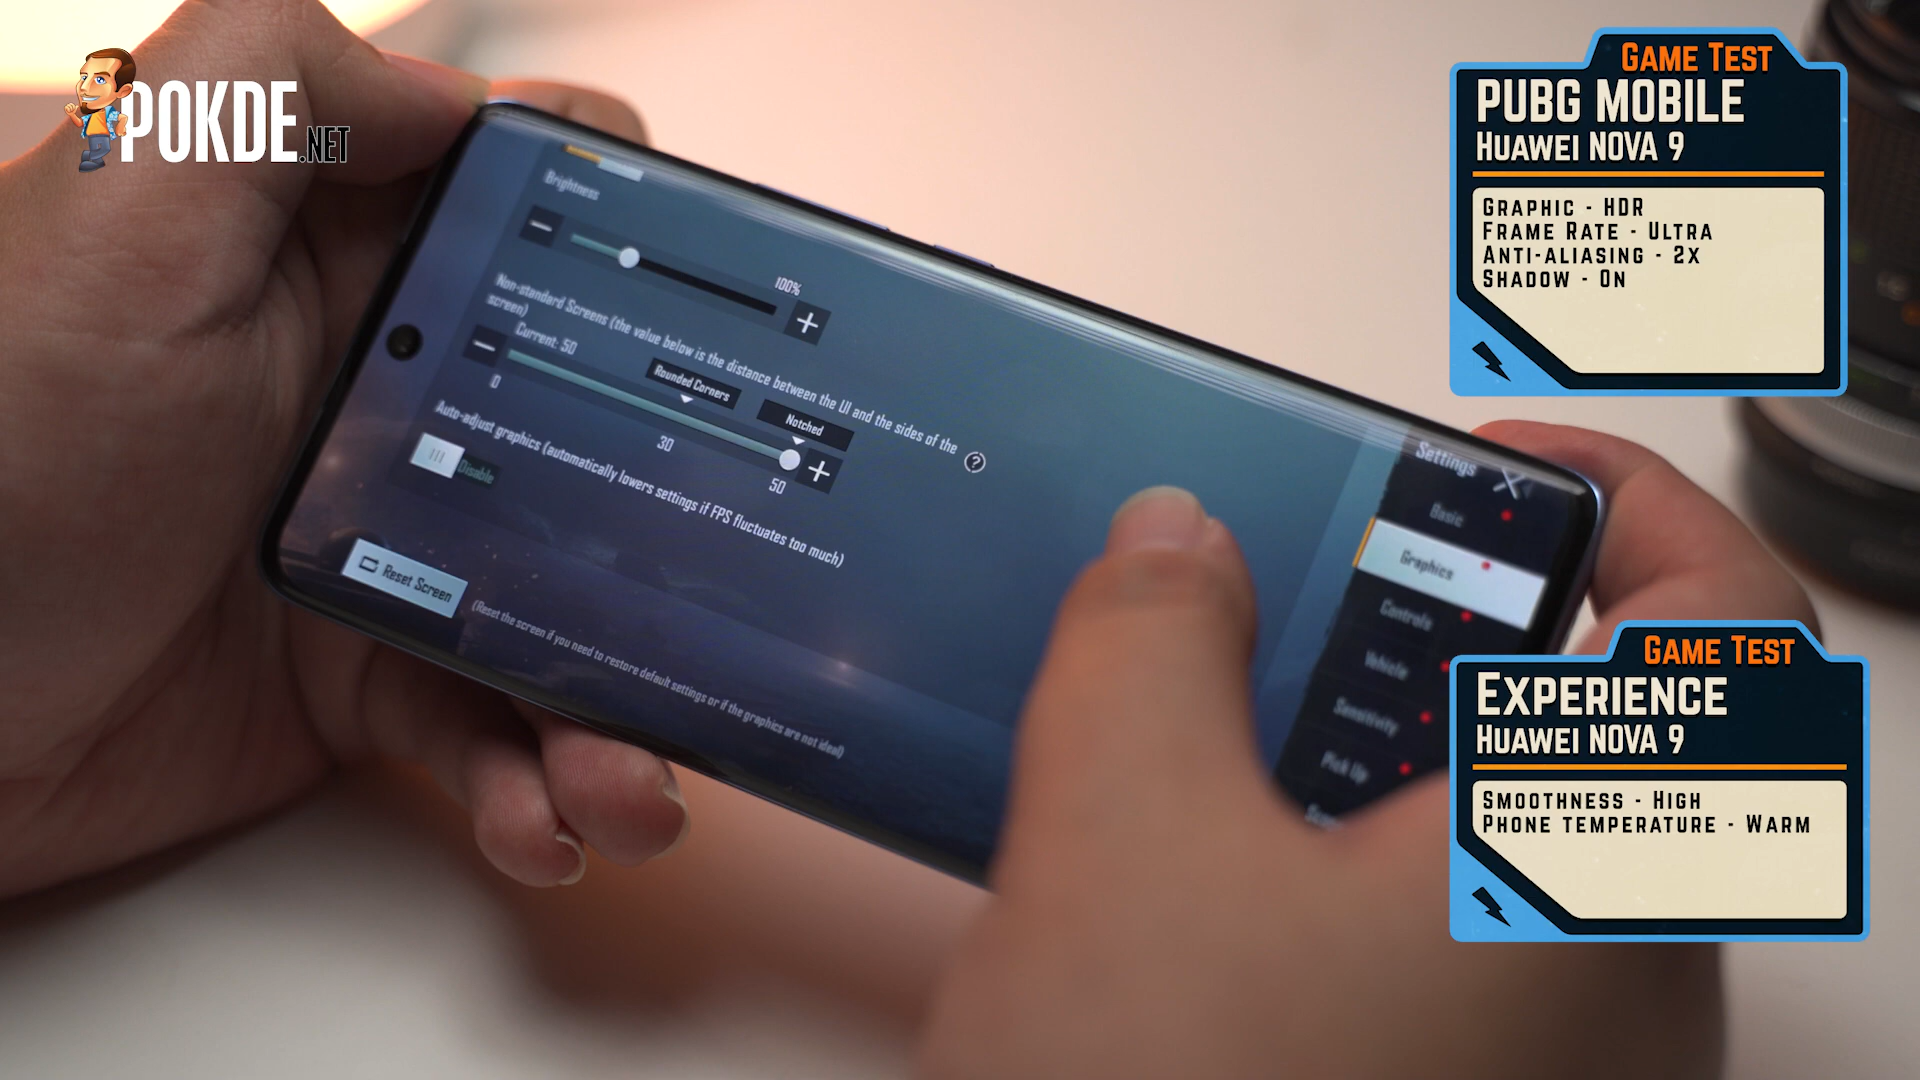 POKDE.NET
Brightness
100%
Non-standard Screens (the value below is the distance between the UI and the sides of the
screen)
Current: 50
Rounded Corners
Notched
0
30
50
Auto-adjust graphics (automatically lowers settings if FPS fluctuates too much)
Disable
Reset Screen
(Reset the screen if you need to restore default settings or if the graphics are not ideal)
Settings
Basic
Graphics
Controls
Vehicle
Sensitivity
Pick Up
GAME TEST
PUBG MOBILE
HUAWEI NOVA 9
GRAPHIC - HDR
FRAME RATE - ULTRA
ANTI-ALIASING - 2X
SHADOW - ON
GAME TEST
EXPERIENCE
HUAWEI NOVA 9
SMOOTHNESS - HIGH
PHONE TEMPERATURE - WARM